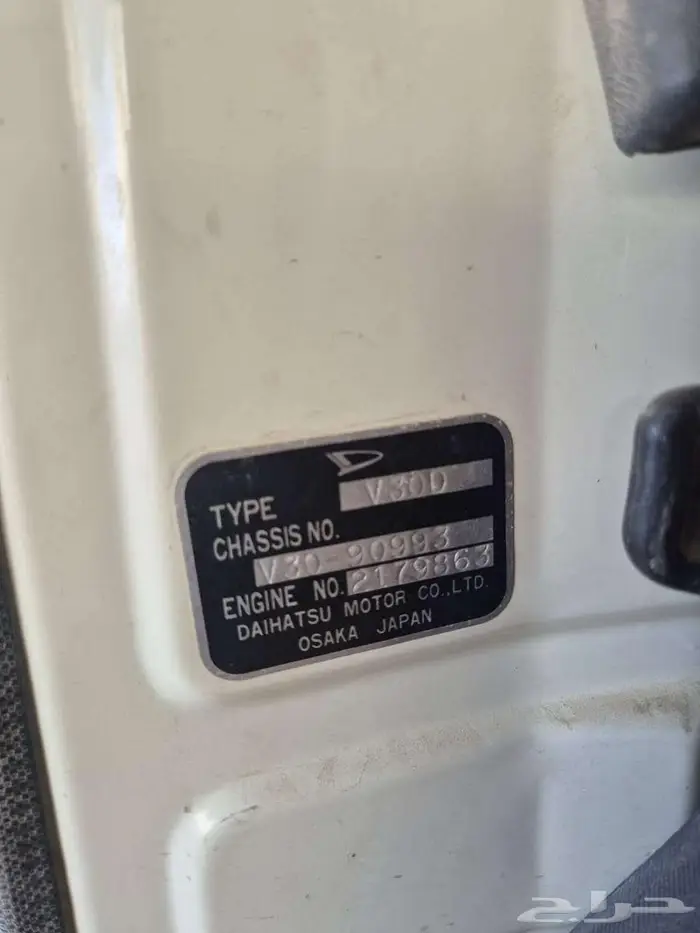 TYPE V30D
CHASSIS NO.
V30-90993
ENGINE NO. 2179863
DAIHATSU MOTOR CO.,LTD.
OSAKA JAPAN
حراج